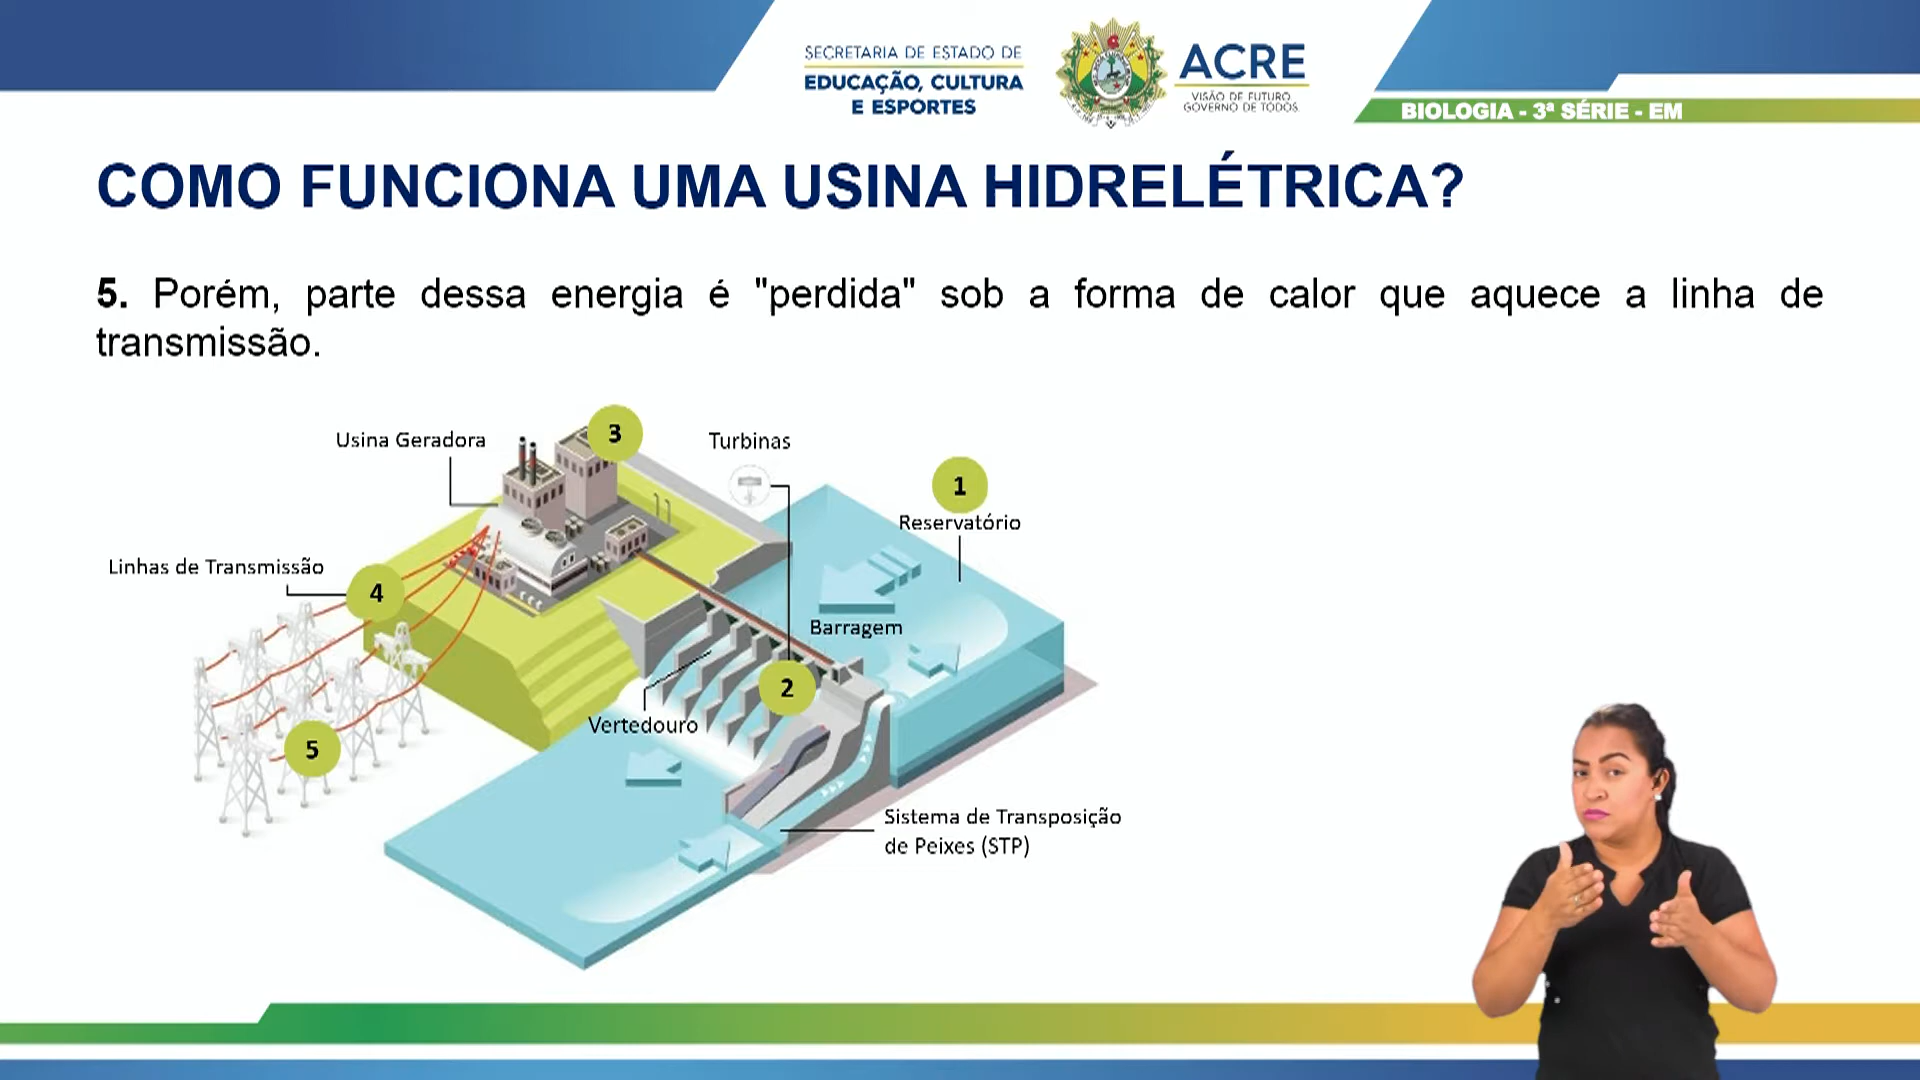 SECRETARIA DE ESTADO DE
EDUCAÇÃO, CULTURA
E ESPORTES
ACRE
VISÃO DE FUTURO
GOVERNO DE TODOS
BIOLOGIA - 3ª SÉRIE - EM
COMO FUNCIONA UMA USINA HIDRELÉTRICA?
5. Porém, parte dessa energia é "perdida" sob a forma de calor que aquece a linha de
transmissão.
Usina Geradora
3
Turbinas
1
Reservatório
Linhas de Transmissão
4
Barragem
2
Vertedouro
5
Sistema de Transposição
de Peixes (STP)